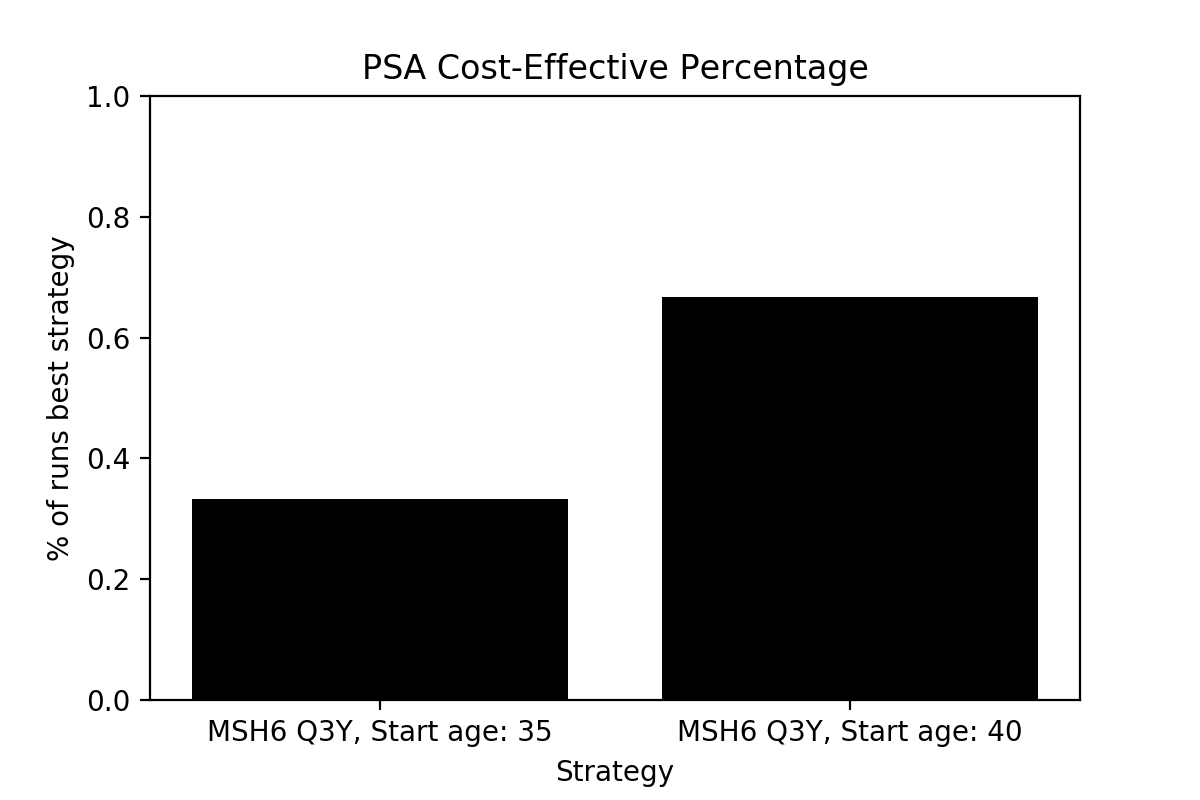 PSA Cost-Effective Percentage
1.0
0.8
0.6
0.4
0.2
0.0
% of runs best strategy
MSH6 Q3Y, Start age: 35
MSH6 Q3Y, Start age: 40
Strategy